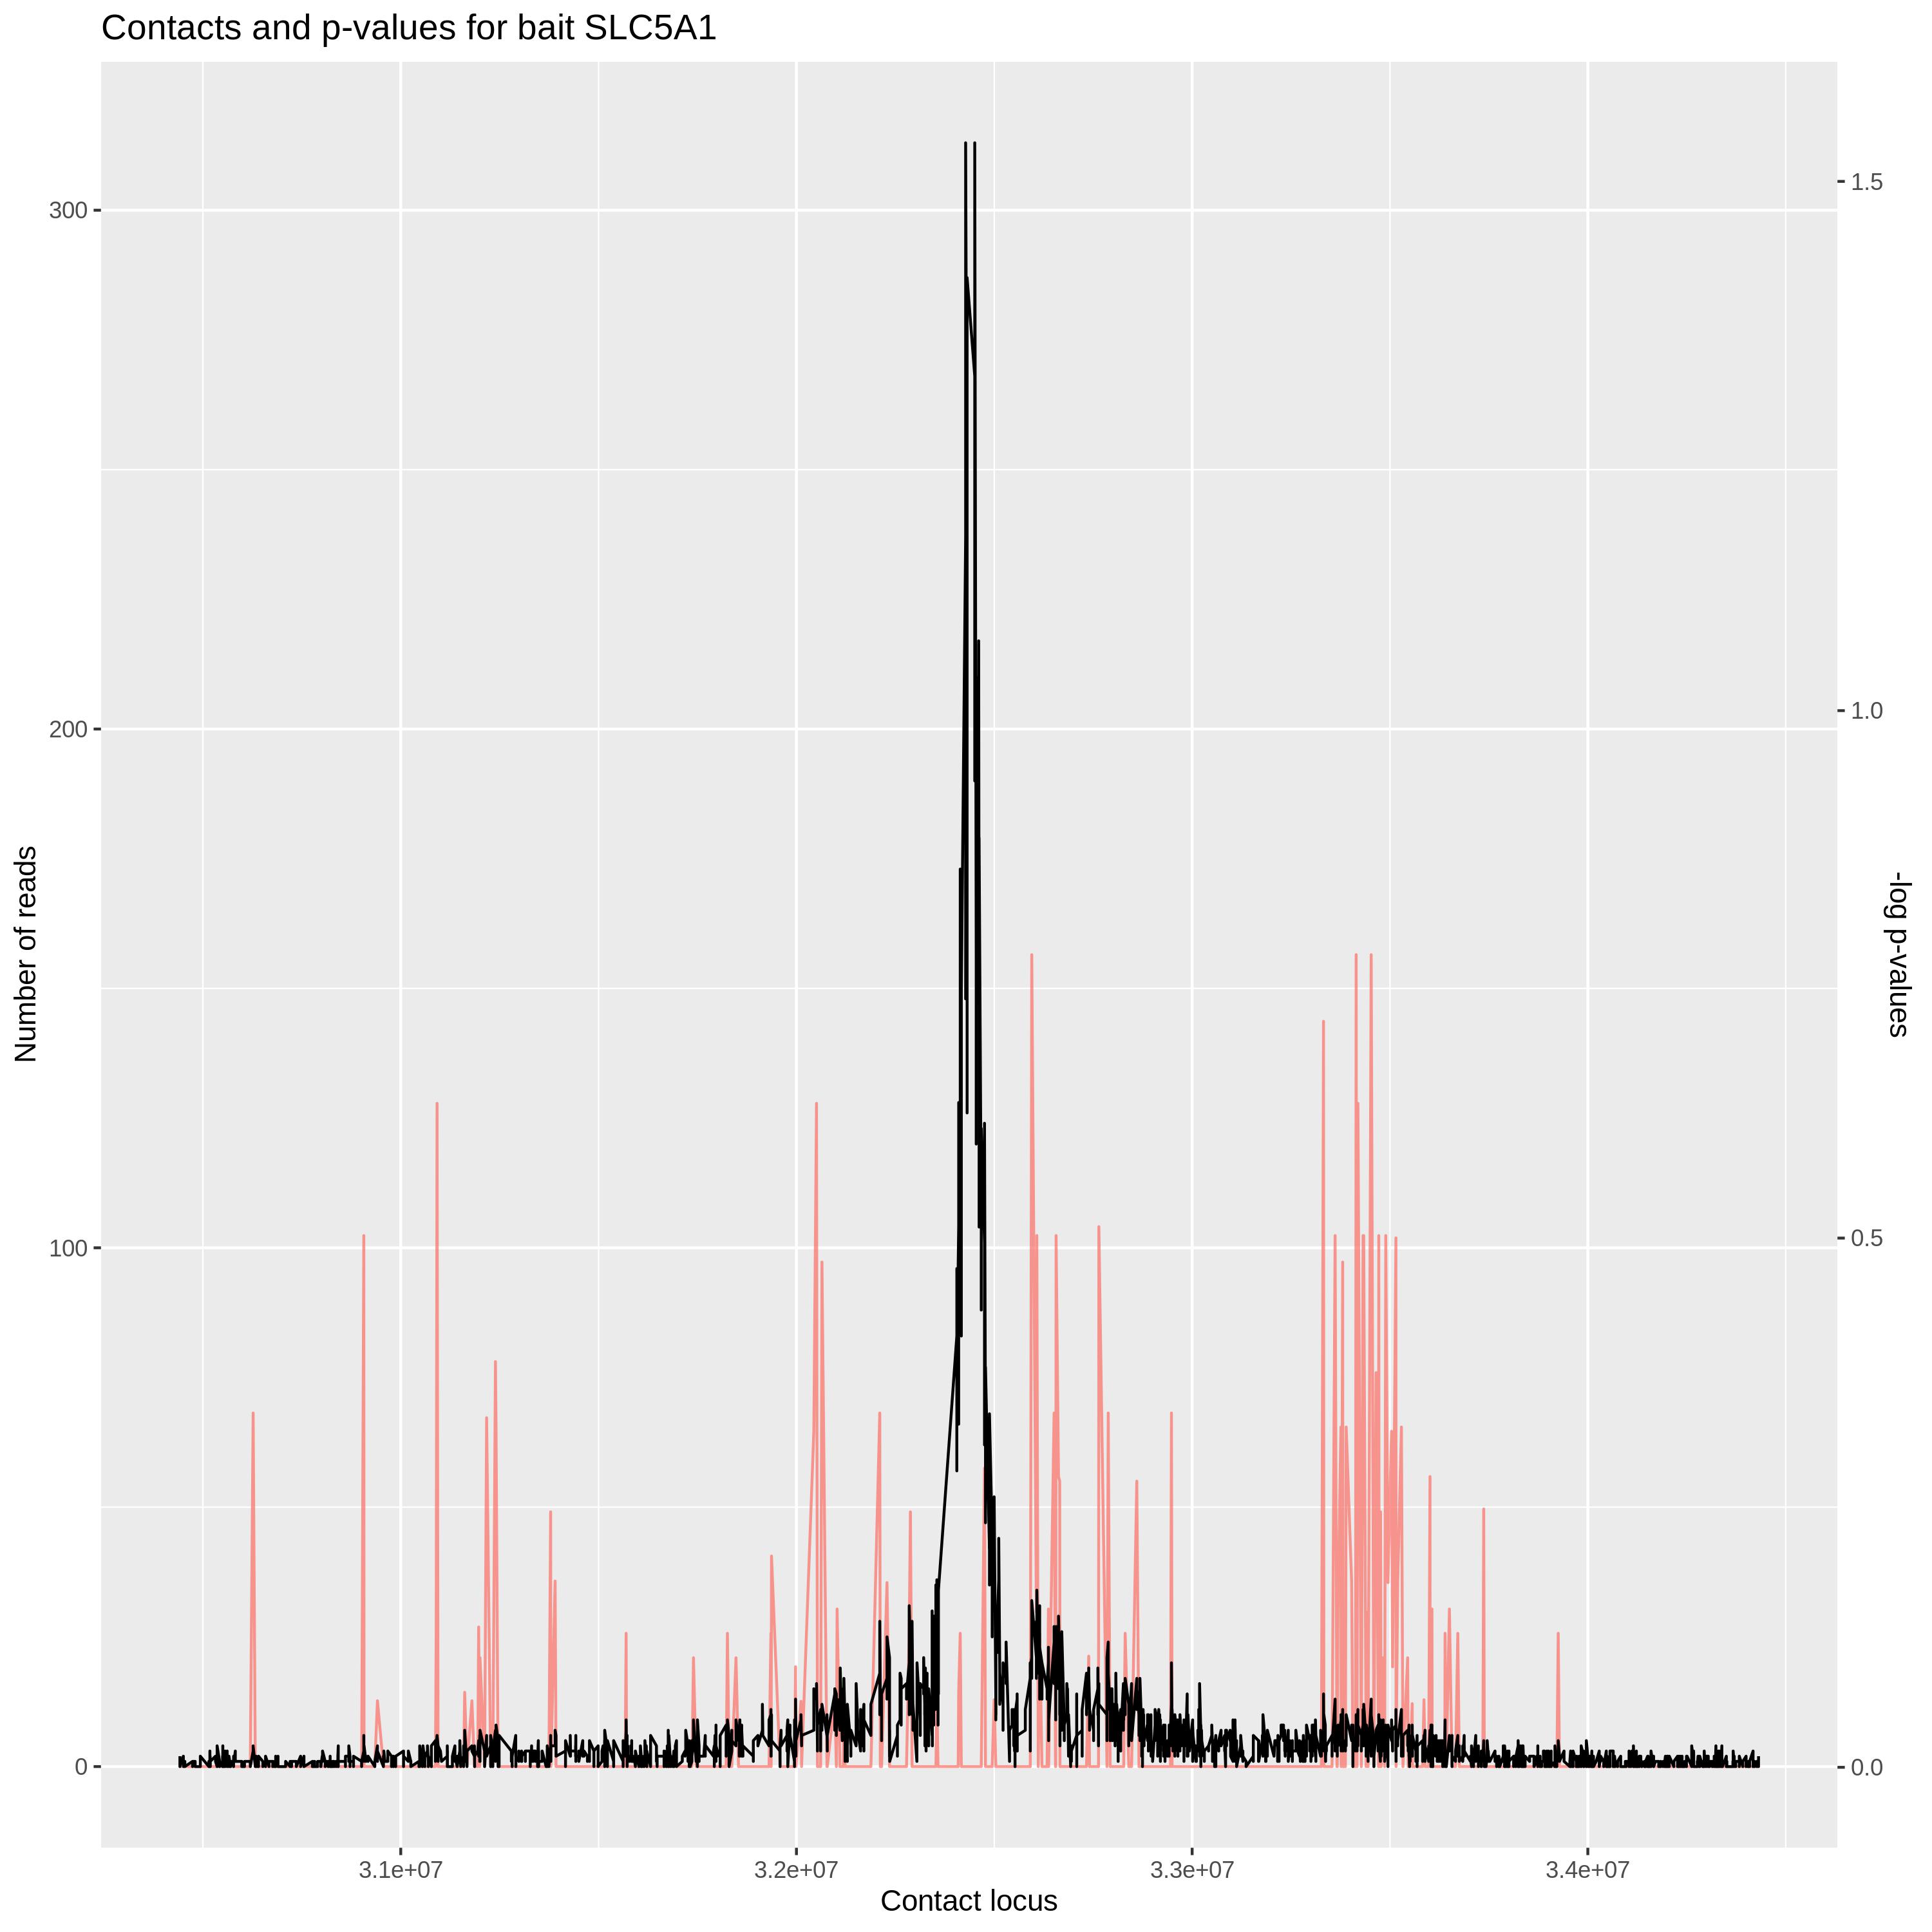 Contacts and p-values for bait SLC5A1
300
200
100
0
Number of reads
1.5
1.0
0.5
0.0
-log p-values
3.1e+07 3.2e+07 3.3e+07 3.4e+07
Contact locus